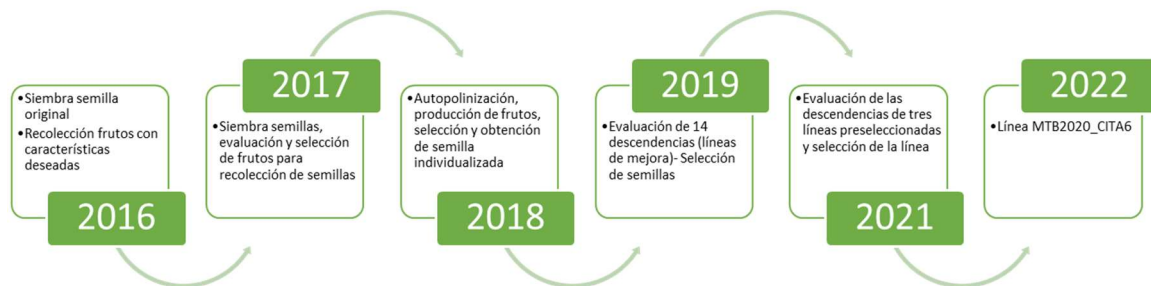 •Siembra semilla
original
•Recolección frutos con
características
deseadas
2016
2017
•Siembra semillas,
evaluación y selección
de frutos para
recolección de semillas
•Autopolinización,
producción de frutos,
selección y obtención
de semilla
individualizada
2018
2019
•Evaluación de 14
descendencias (líneas
de mejora)- Selección
de semillas
•Evaluación de las
descendencias de tres
líneas preseleccionadas
y selección de la línea
2021
2022
•Línea MTB2020_CITA6